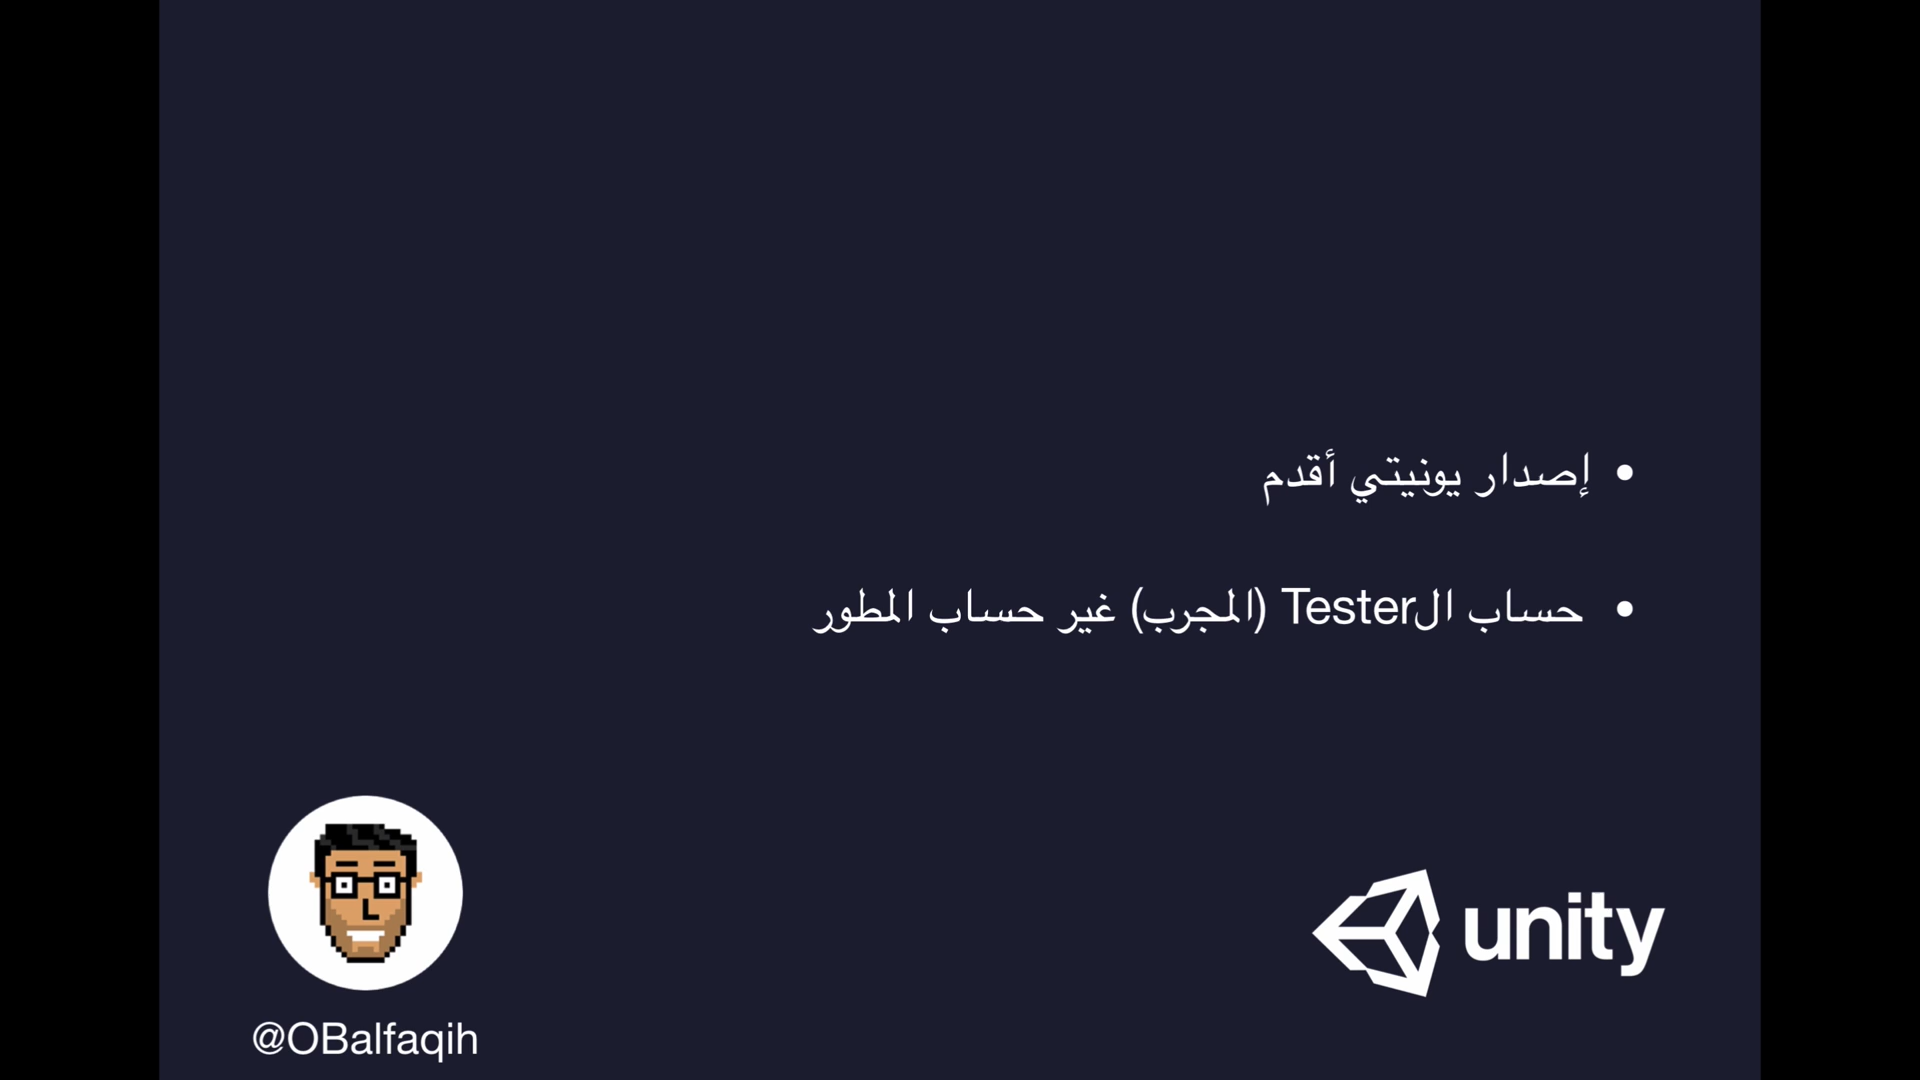 • إصدار يونيتي أقدم
• حساب الTester (المجرب) غير حساب المطور
unity
@OBalfaqih